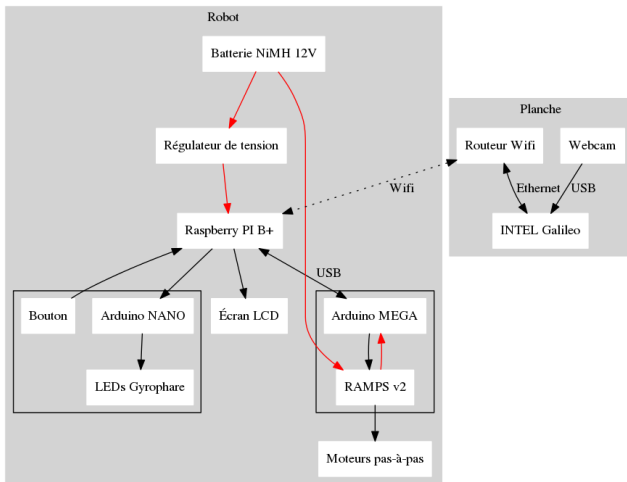 Robot
Batterie NiMH 12V
Planche
Régulateur de tension
Routeur Wifi
Webcam
Wifi
Ethernet
USB
Raspberry PI B+
INTEL Galileo
USB
Bouton
Arduino NANO
Écran LCD
Arduino MEGA
LEDs Gyrophare
RAMPS v2
Moteurs pas-à-pas